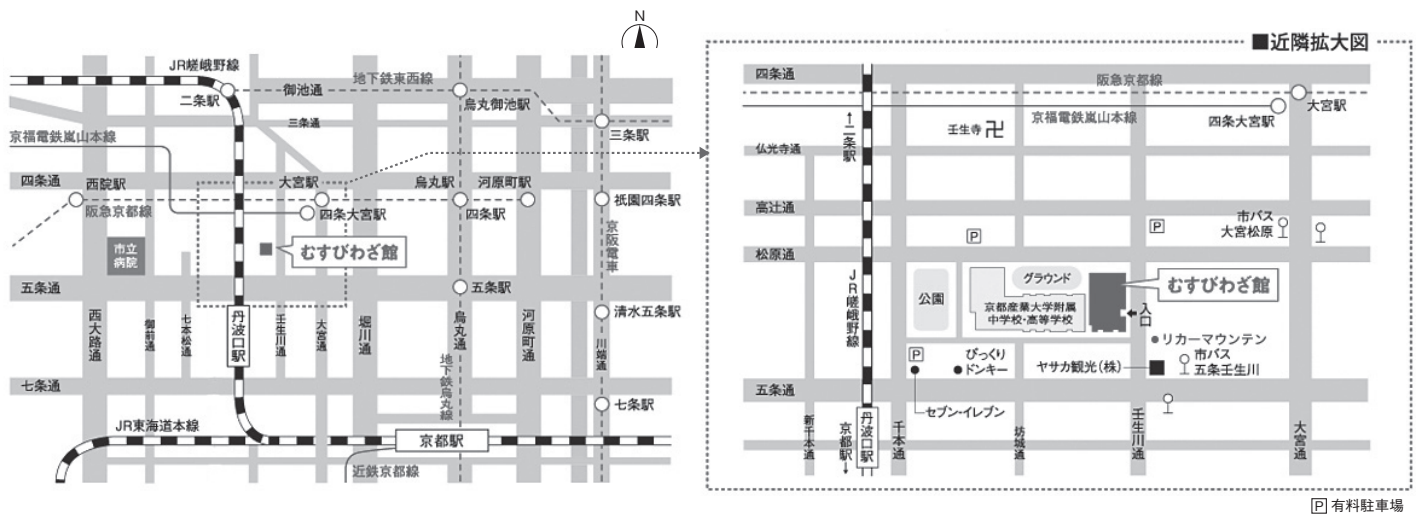 N
JR嵯峨野線
二条駅
御池通
地下鉄東西線
烏丸御池駅
三条通
三条駅
京福電鉄嵐山本線
四条通
西院駅
大宮駅
烏丸駅
河原町駅
阪急京都線
四条大宮駅
四条駅
祇園四条駅
市立
病院
むすびわざ館
京阪電車
五条通
五条駅
清水五条駅
西大路通
御前通
七本松通
丹波口駅
壬生川通
大宮通
堀川通
烏丸通
地下鉄烏丸線
河原町通
川端通
七条通
七条駅
JR東海道本線
京都駅
近鉄京都線
■近隣拡大図
四条通
阪急京都線
大宮駅
京福電鉄嵐山本線
四条大宮駅
←二条駅
壬生寺卍
仏光寺通
高辻通
P
P
市バス
大宮松原
松原通
JR嵯峨野線
公園
グラウンド
京都産業大学附属
中学校・高等学校
むすびわざ館
入口
リカーマウンテン
市バス
五条壬生川
P
びっくり
ドンキー
ヤサカ観光(株)
五条通
セブン-イレブン
新千本通
京都駅→
丹波口駅
千本通
坊城通
壬生川通
大宮通
P 有料駐車場